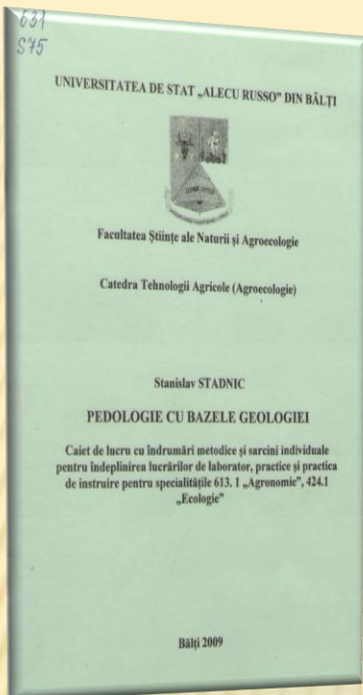 631
S75
UNIVERSITATEA DE STAT „ALECU RUSSO” DIN BĂLȚI
Facultatea Științe ale Naturii și Agroecologie
Catedra Tehnologii Agricole (Agroecologie)
Stanislav STADNIC
PEDOLOGIE CU BAZELE GEOLOGIEI
Caiet de lucru cu îndrumări metodice și sarcini individuale
pentru îndeplinirea lucrărilor de laborator, practice și practica
de instruire pentru specialitățile 613. 1 „Agronomie”, 424.1
„Ecologie”
Bălți 2009